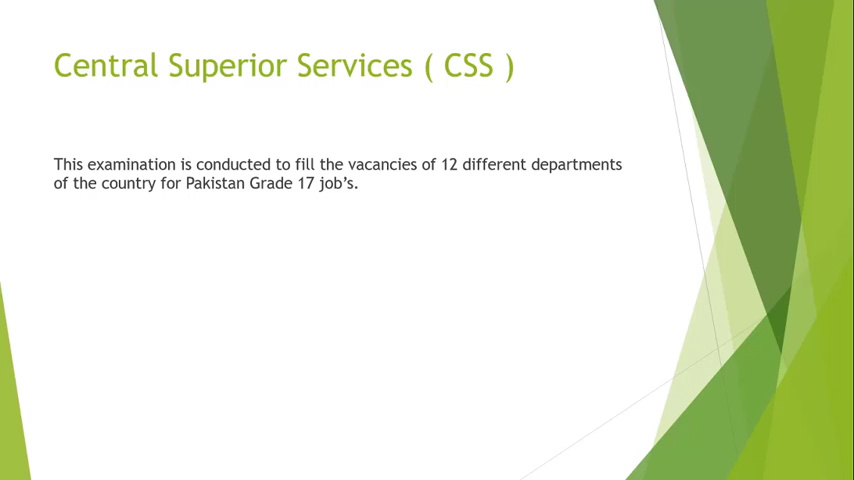 Central Superior Services ( CSS )
This examination is conducted to fill the vacancies of 12 different departments
of the country for Pakistan Grade 17 job’s.